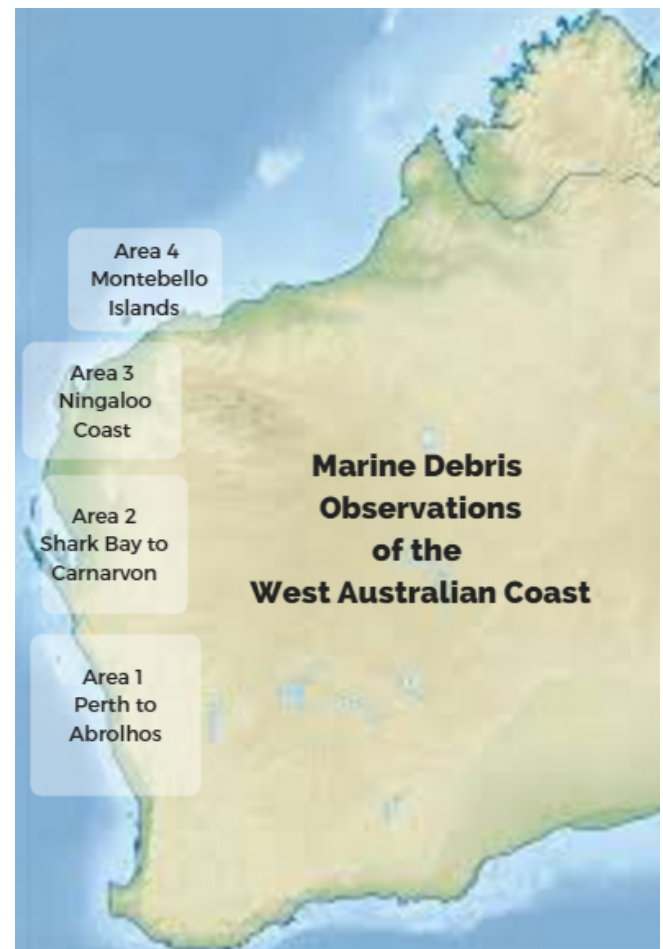 Area 4
Montebello
Islands
Area 3
Ningaloo
Coast
Marine Debris
Observations
of the
West Australian Coast
Area 2
Shark Bay to
Carnarvon
Area 1
Perth to
Abrolhos